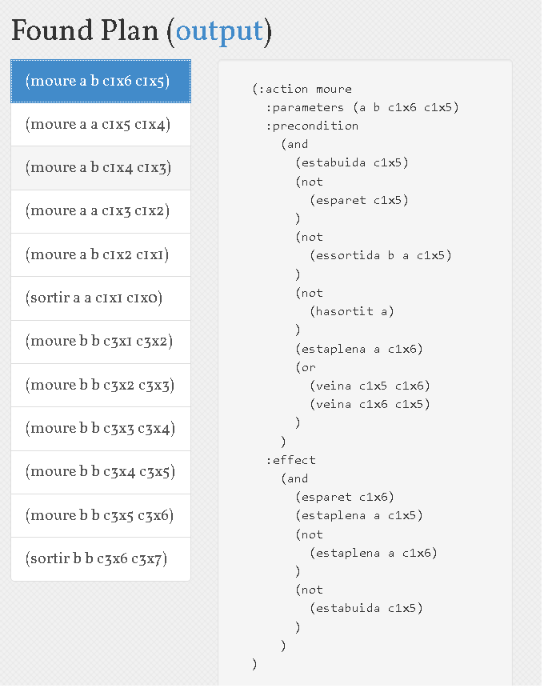 Found Plan (output)
(moure a b c1x6 c1x5)
(moure a a c1x5 c1x4)
(moure a b c1x4 c1x3)
(moure a a c1x3 c1x2)
(moure a b c1x2 c1x1)
(sortir a a c1x1 c1x0)
(moure b b c3x1 c3x2)
(moure b b c3x2 c3x3)
(moure b b c3x3 c3x4)
(moure b b c3x4 c3x5)
(moure b b c3x5 c3x6)
(sortir b b c3x6 c3x7)
(:action moure
:parameters (a b c1x6 c1x5)
:precondition
(and
(estabuida c1x5)
(not
(esparet c1x5)
)
(not
(essortida b a c1x5)
)
(not
(hasortit a)
)
(estaplena a c1x6)
(or
(veina c1x5 c1x6)
(veina c1x6 c1x5)
)
)
:effect
(and
(esparet c1x6)
(estaplena a c1x5)
(not
(estaplena a c1x6)
)
(not
(estabuida c1x5)
)
)
)